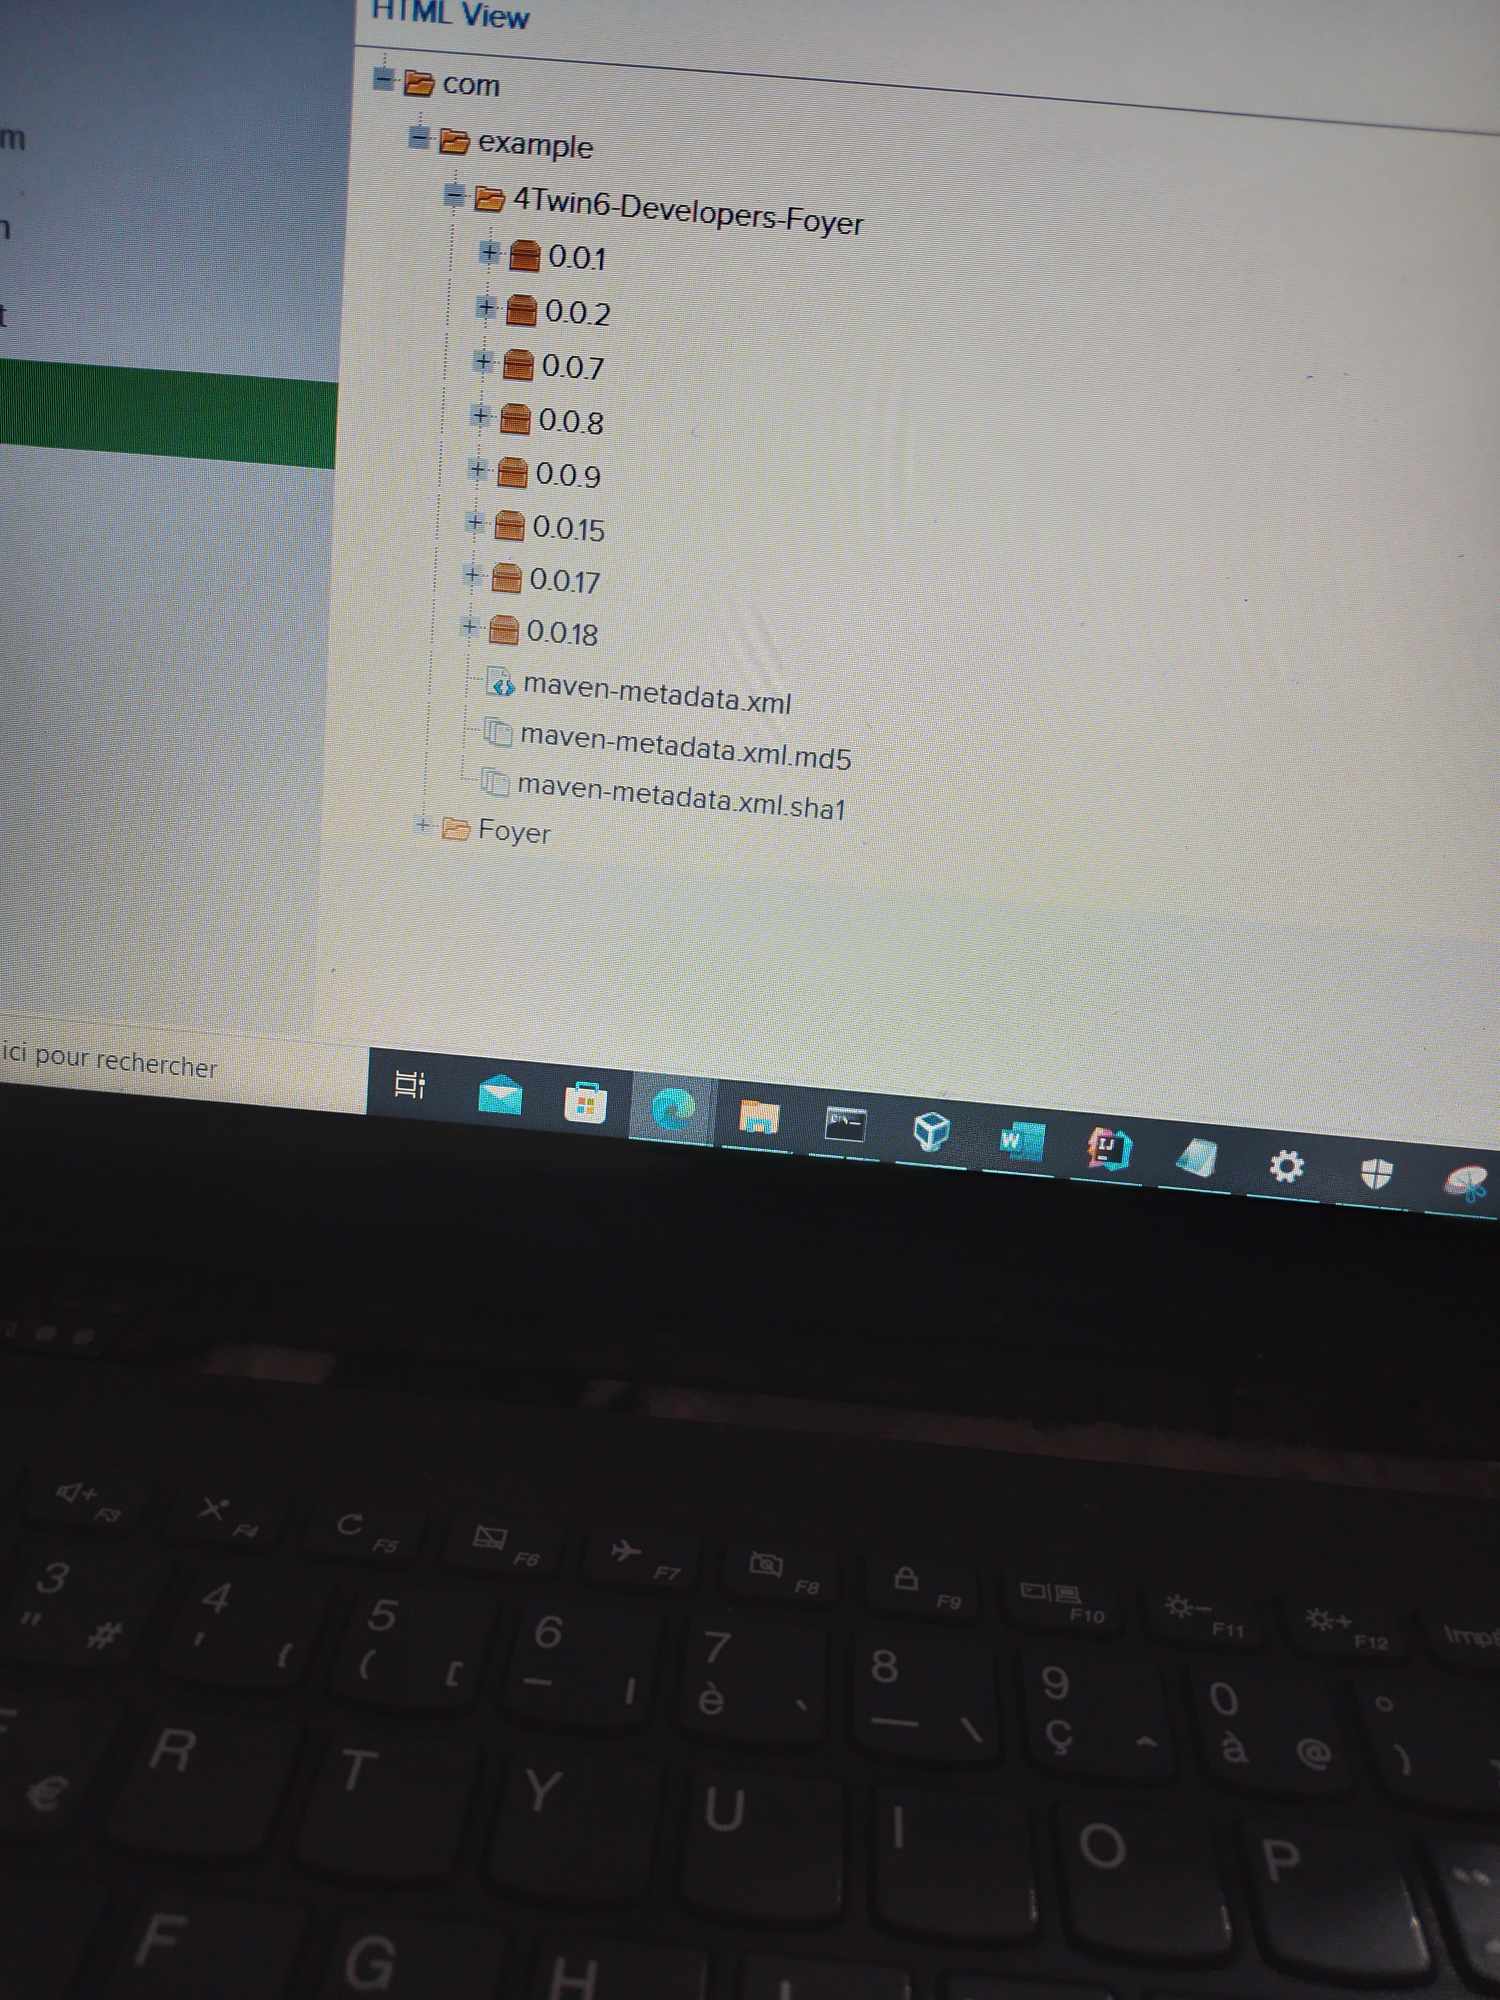 HTML View
com
m
example
4Twin6-Developers-Foyer
n
0.0.1
0.0.2
t
0.0.7
0.0.8
0.0.9
0.0.15
0.0.17
0.0.18
maven-metadata.xml
maven-metadata.xml.md5
maven-metadata.xml.sha1
Foyer
ici pour rechercher
W
IJ
F3 F4 F5 F6 F7 F8 F9 F10 F11 F12
3 4 5 6 7 8 9 0 °
" # ' { ( [ - | è ` _ \ ç ^ à @ )
€ R T Y U I O P
F G H